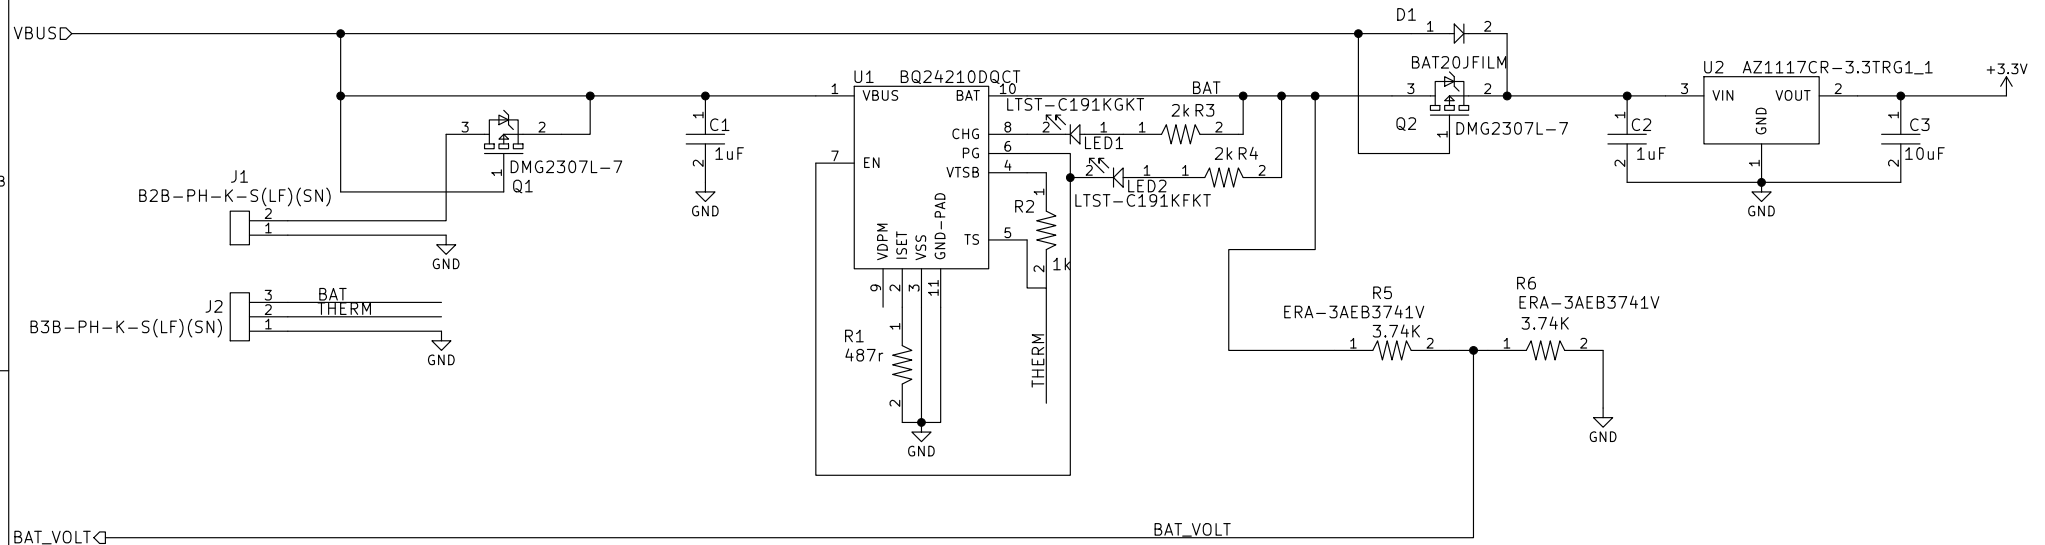 D1
VBUS
1 2
BAT20JFILM
U1 BQ24210DQCT
U2 AZ1117CR-3.3TRG1_1
+3.3V
1 VBUS BAT 10 BAT
3 2
3 VIN VOUT 2
LTST-C191KGKT
2k R3
3 2
1
C1
1uF
2
CHG 8 2 1 1 2
LED1
Q2
1
DMG2307L-7
1
C2
1uF
2
GND
1
1
C3
10uF
2
7 EN
PG 6
2k R4
VTSB 4
2 1 1 2
LED2
LTST-C191KFKT
DMG2307L-7
1
Q1
J1
B2B-PH-K-S(LF)(SN)
2
1
GND
GND
GND
B
R2
1
2
1k
TS 5
VDPM
ISET
VSS
GND-PAD
9
2
3
11
J2
B3B-PH-K-S(LF)(SN)
3 BAT
2 THERM
1
GND
R1
487r
1
2
GND
THERM
R5
ERA-3AEB3741V
3.74K
1 2
R6
ERA-3AEB3741V
3.74K
1 2
GND
BAT_VOLT
BAT_VOLT